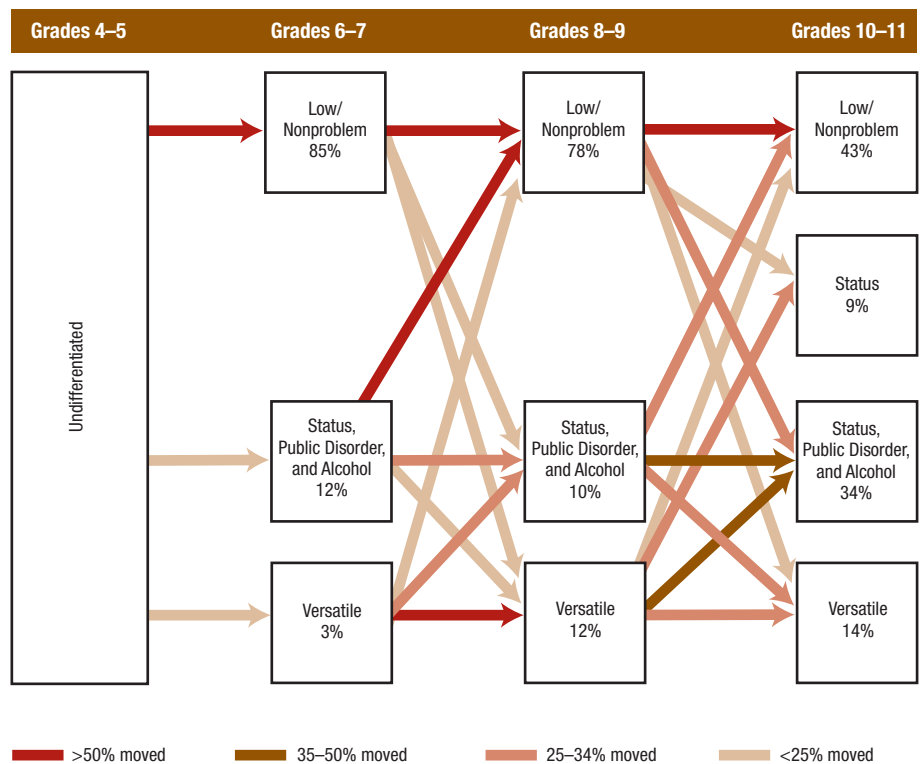 Grades 4–5
Grades 6–7
Grades 8–9
Grades 10–11
Undifferentiated
Low/
Nonproblem
85%
Status,
Public Disorder,
and Alcohol
12%
Versatile
3%
Low/
Nonproblem
78%
Status,
Public Disorder,
and Alcohol
10%
Versatile
12%
Low/
Nonproblem
43%
Status
9%
Status,
Public Disorder,
and Alcohol
34%
Versatile
14%
>50% moved
35–50% moved
25–34% moved
<25% moved